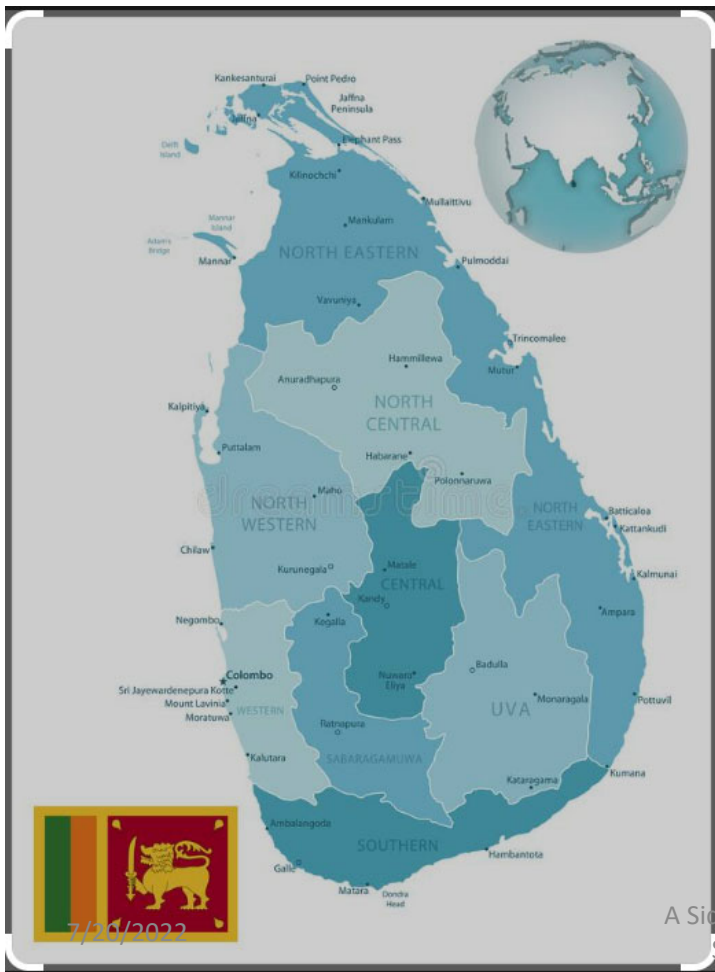 Kankesanturai
Point Pedro
Jaffna
Peninsula
Jaffna
Elephant Pass
Delft
Island
Kilinochchi
Mullaittivu
Mannar
Island
Mankulam
Adam's
Bridge
NORTH EASTERN
Mannar
Pulmoddai
Vavuniya
Trincomalee
Hammillewa
Mutur
Anuradhapura
Kalpitiya
NORTH
CENTRAL
Puttalam
Habarane
Polonnaruwa
Maho
dreamstime
NORTH
WESTERN
NORTH
EASTERN
Batticaloa
Kattankudi
Chilaw
Matale
Kurunegala
Kalmunai
CENTRAL
Kandy
Ampara
Negombo
Kegalla
Badulla
Colombo
Nuwara
Eliya
Sri Jayewardenepura Kotte
Mount Lavinia
Moratuwa
WESTERN
Monaragala
Pottuvil
UVA
Ratnapura
Kalutara
SABARAGAMUWA
Kumana
Kataragama
Ambalangoda
SOUTHERN
Hambantota
Galle
Matara
Dondra
Head
7/20/2022
A